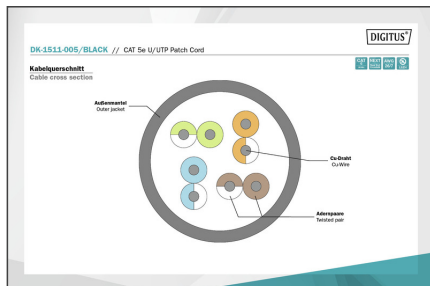 DIGITUS®
DK-1511-005/BLACK // CAT 5e U/UTP Patch Cord
Kabelquerschnitt
Cable cross section
Außenmantel
Outer jacket
Cu-Draht
Cu-Wire
Adernpaare
Twisted pair